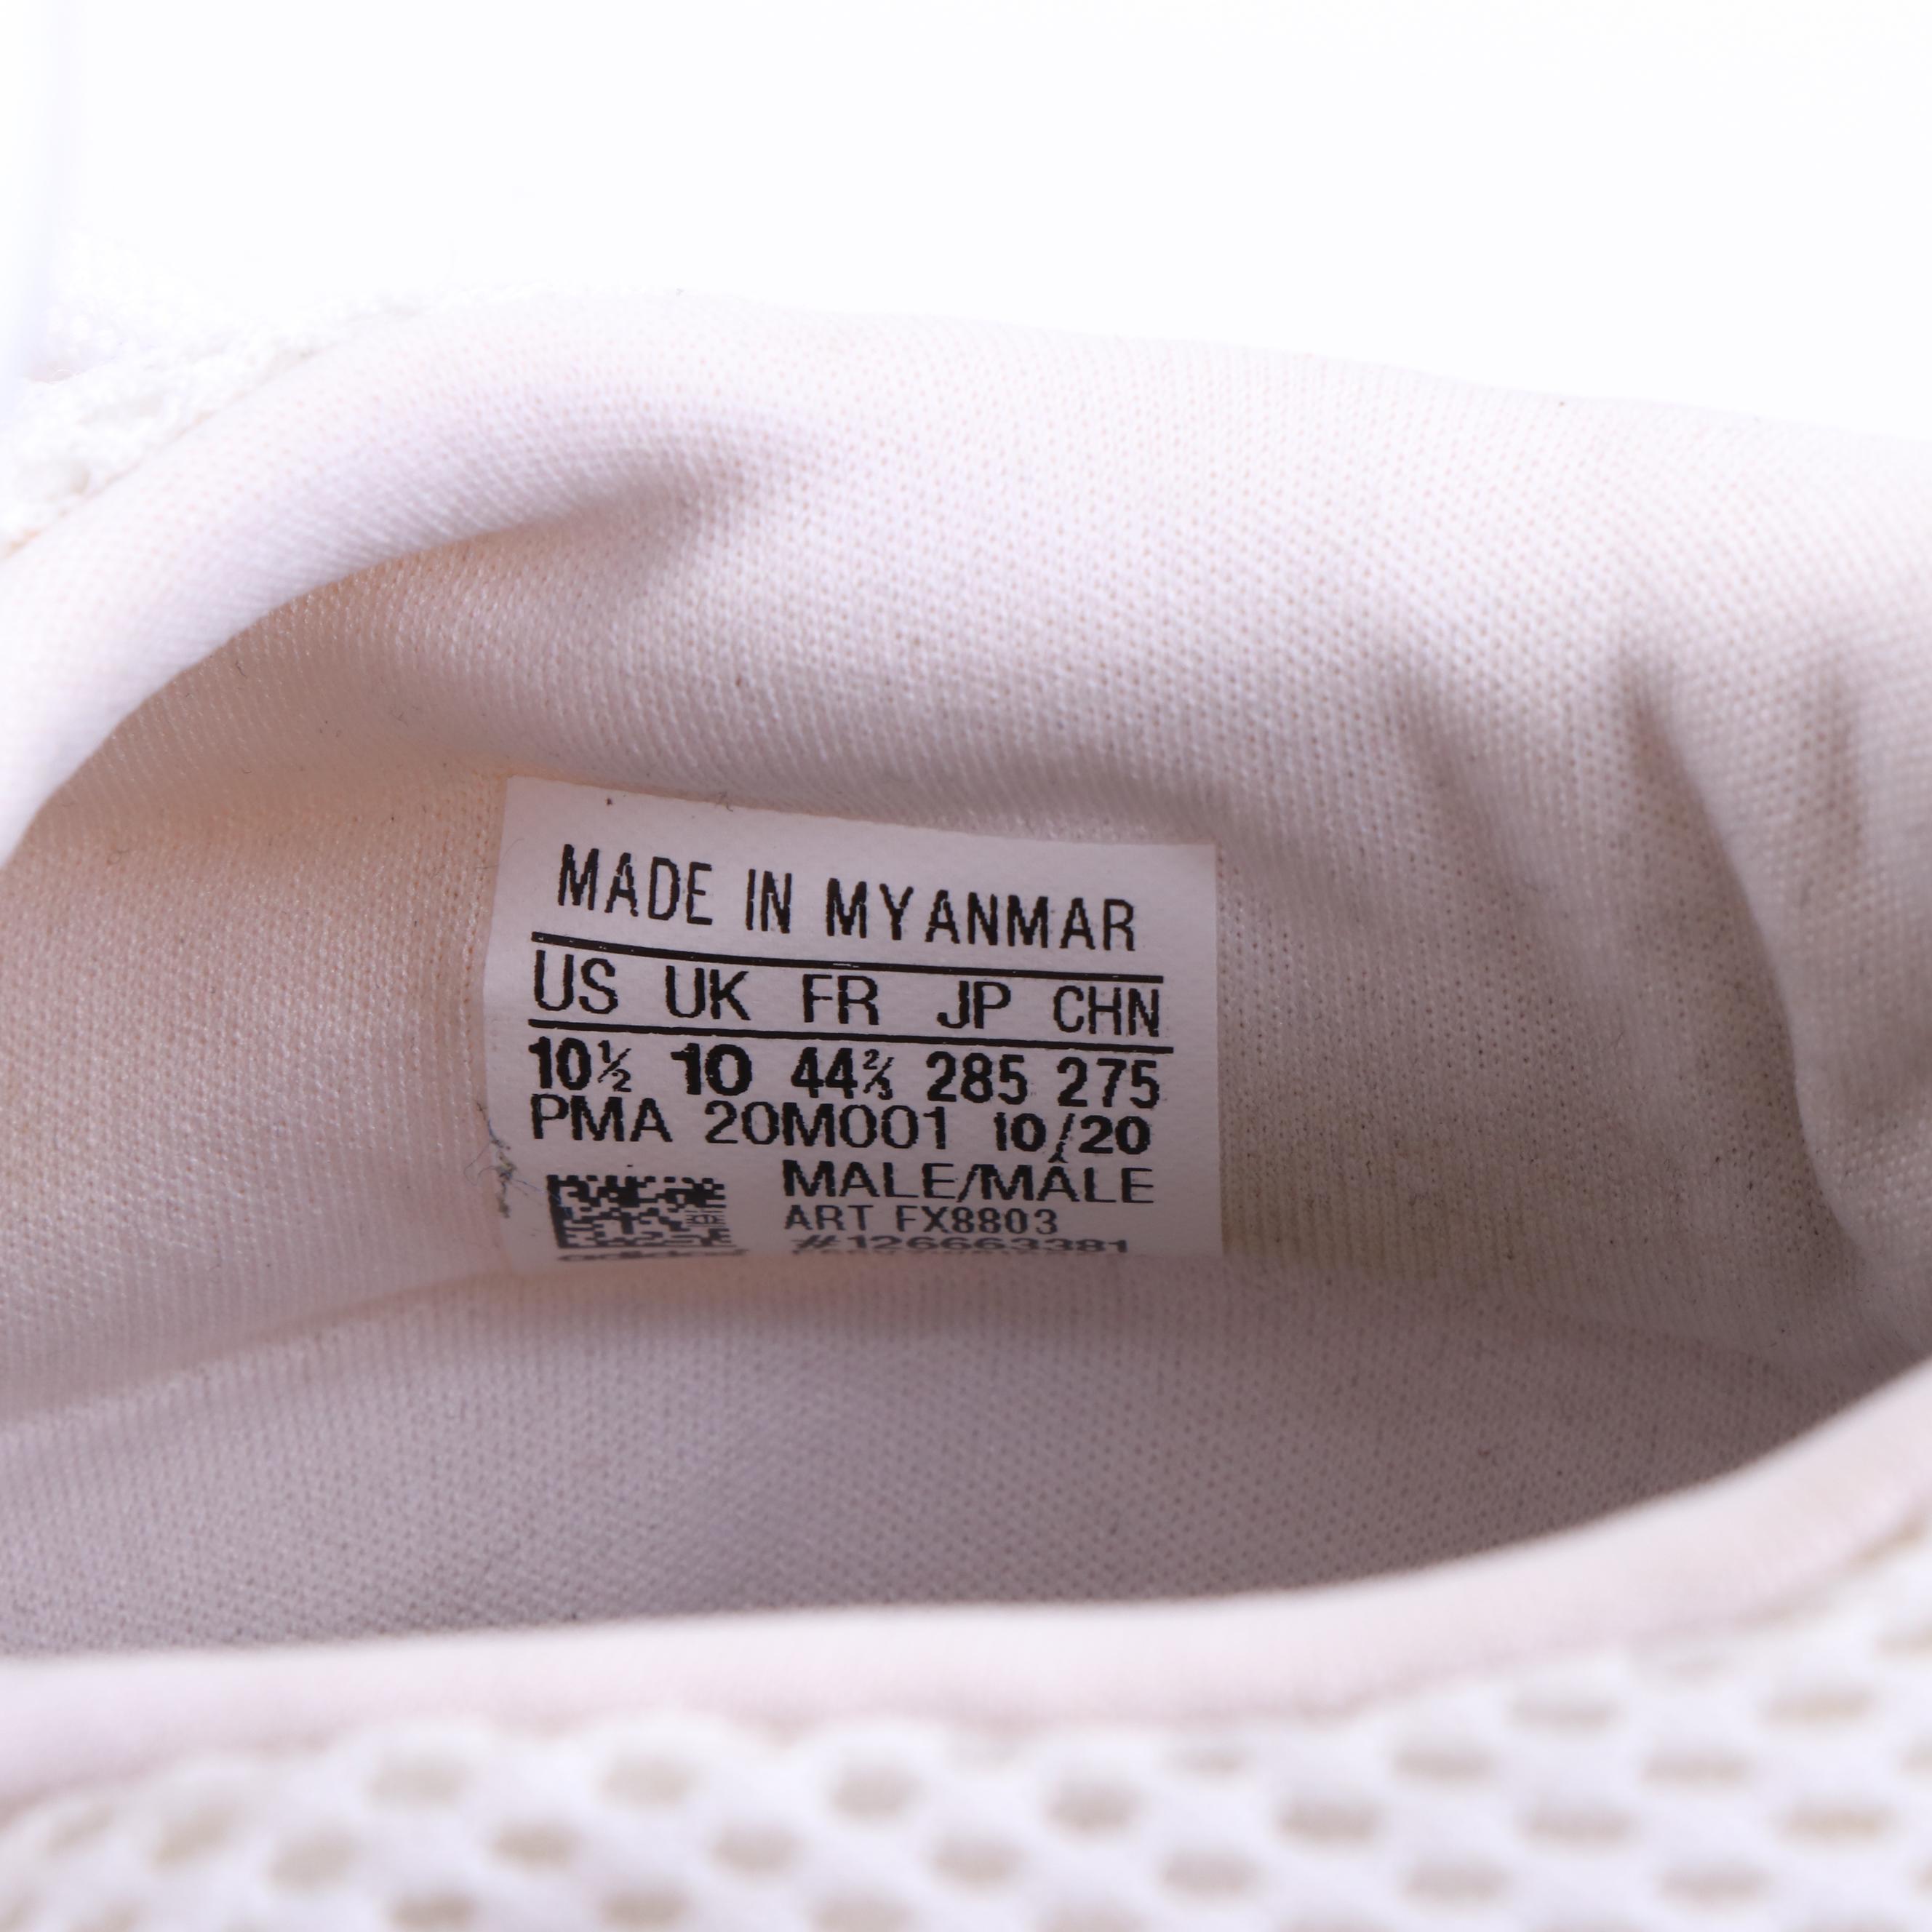 MADE IN MYANMAR
US UK FR JP CHN
10½ 10 44⅔ 285 275
PMA 20M001 10/20
MALE/MÂLE
ART FX8803
#126663381